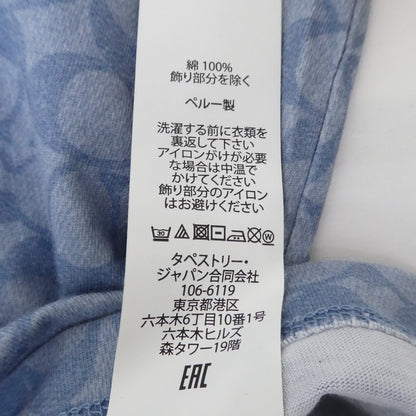 綿 100%
飾り部分を除く
ペルー製
洗濯する前に衣類を
裏返して下さい
アイロンがけが必要
な場合は中温で
かけてください
飾り部分のアイロン
はお避けください
30
W
タペストリー・
ジャパン合同会社
106-6119
東京都港区
六本木6丁目10番1号
六本木ヒルズ
森タワー19階
EAC